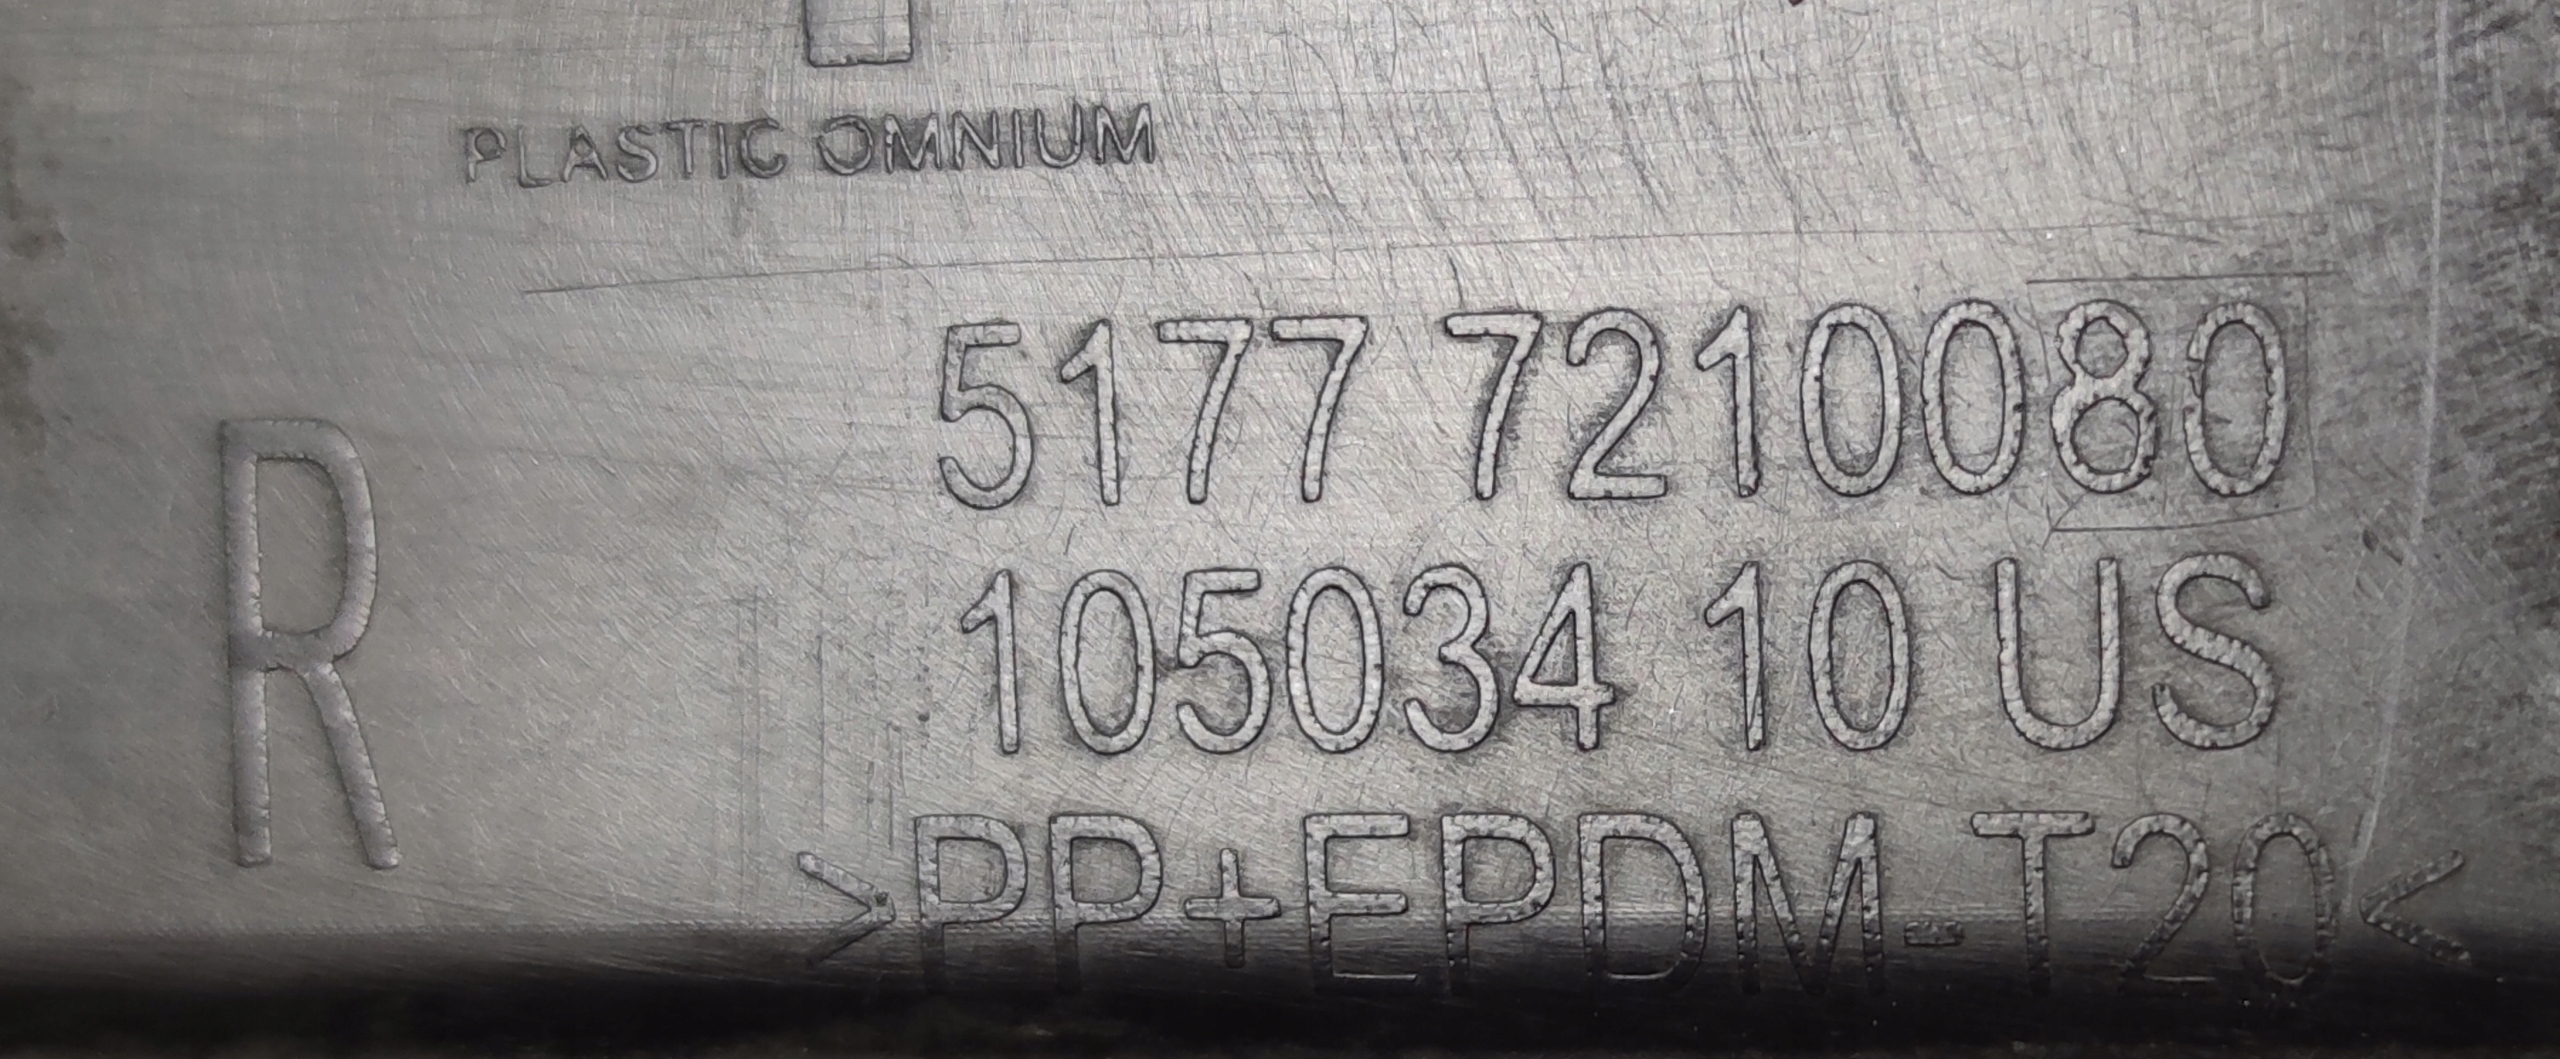 PLASTIC OMNIUM
5177 7210080
R
105034 10 US
>PP+EPDM-T20<